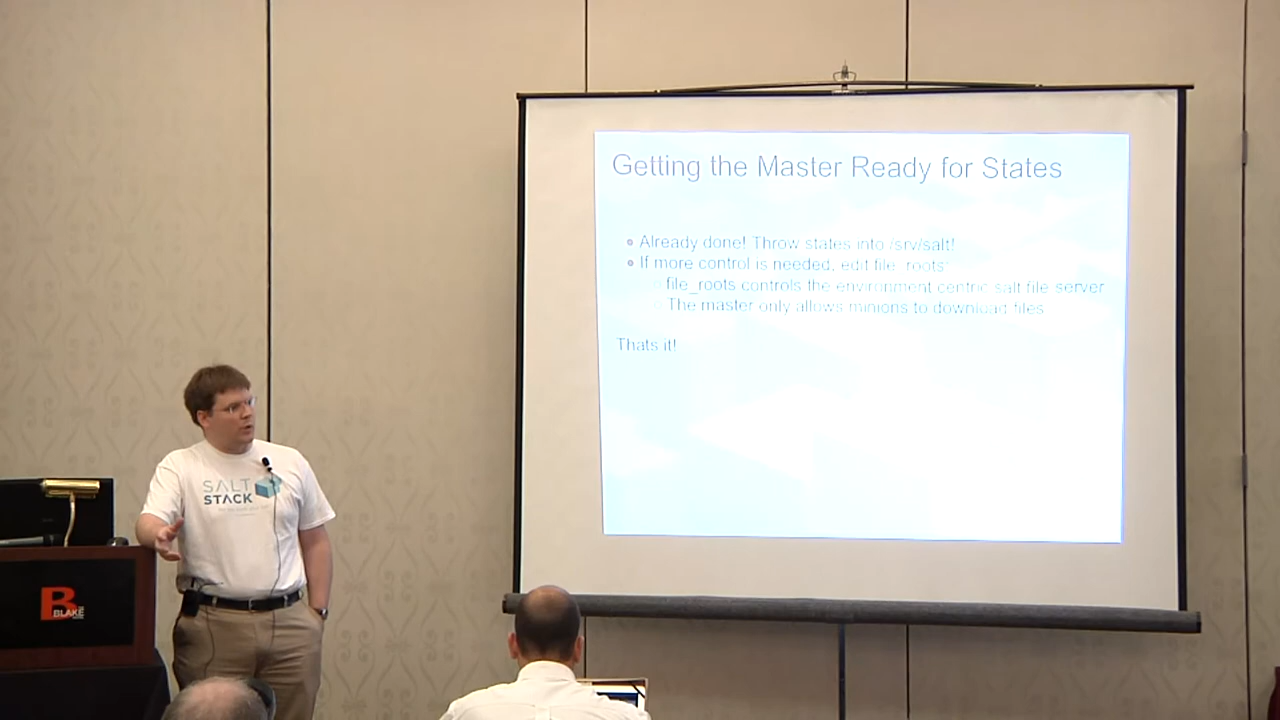 Getting the Master Ready for States
Already done! Throw states into /srv/salt!
If more control is needed, edit file_roots:
file_roots controls the environment centric salt file server
The master only allows minions to download files
Thats it!
SALT
STACK
B
BLAKE